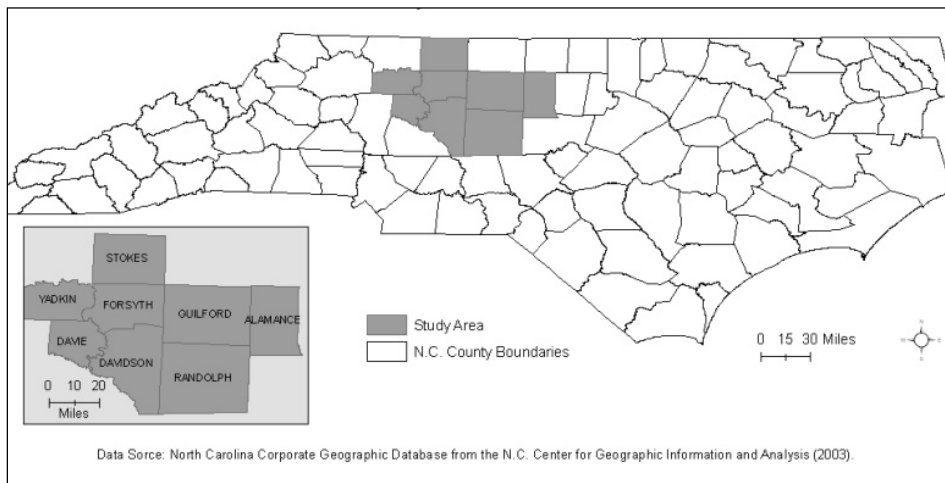 STOKES
YADKIN
FORSYTH
GUILFORD
ALAMANCE
DAVIE
DAVIDSON
RANDOLPH
0 10 20
Miles
Study Area
N.C. County Boundaries
0 15 30 Miles
Data Sorce: North Carolina Corporate Geographic Database from the N.C. Center for Geographic Information and Analysis (2003).